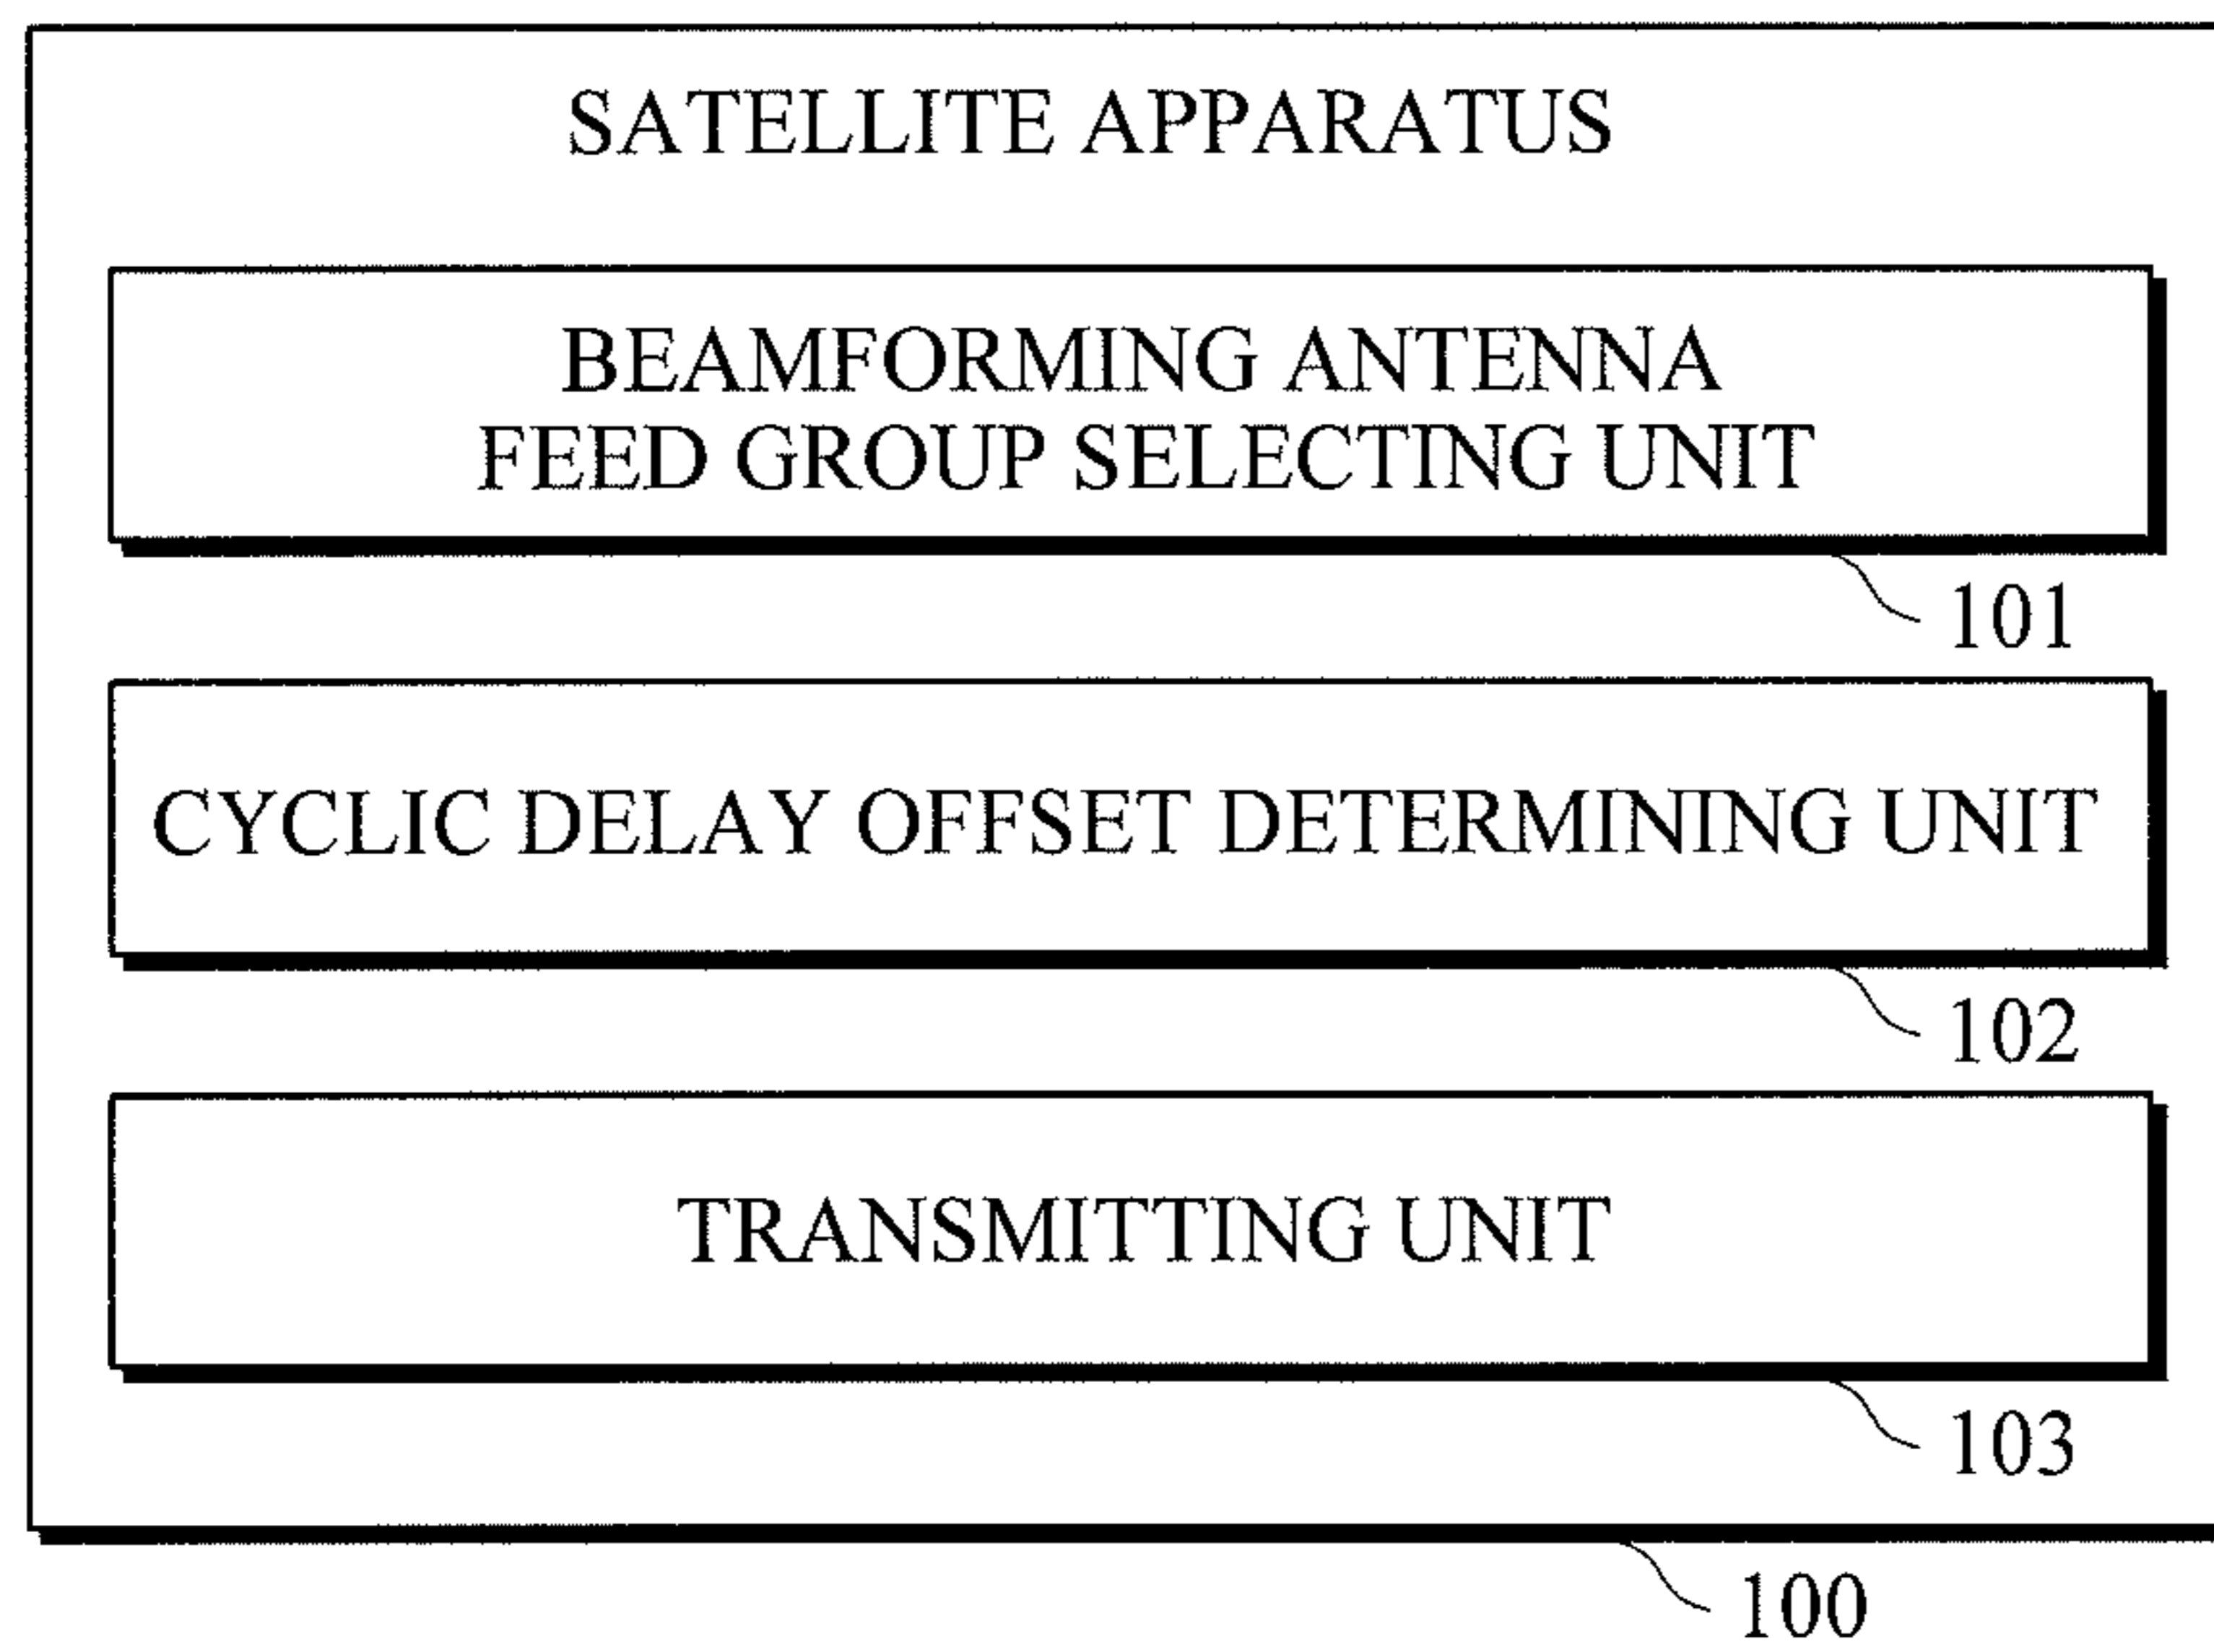 SATELLITE APPARATUS
BEAMFORMING ANTENNA
FEED GROUP SELECTING UNIT
101
CYCLIC DELAY OFFSET DETERMINING UNIT
102
TRANSMITTING UNIT
103
100